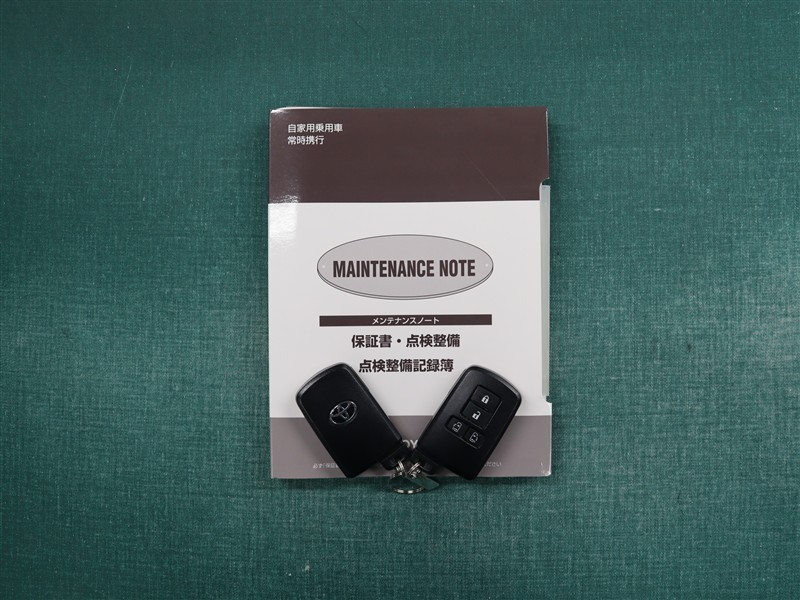 自家用乗用車
常時携行
MAINTENANCE NOTE
メンテナンスノート
保証書・点検整備
点検整備記録簿